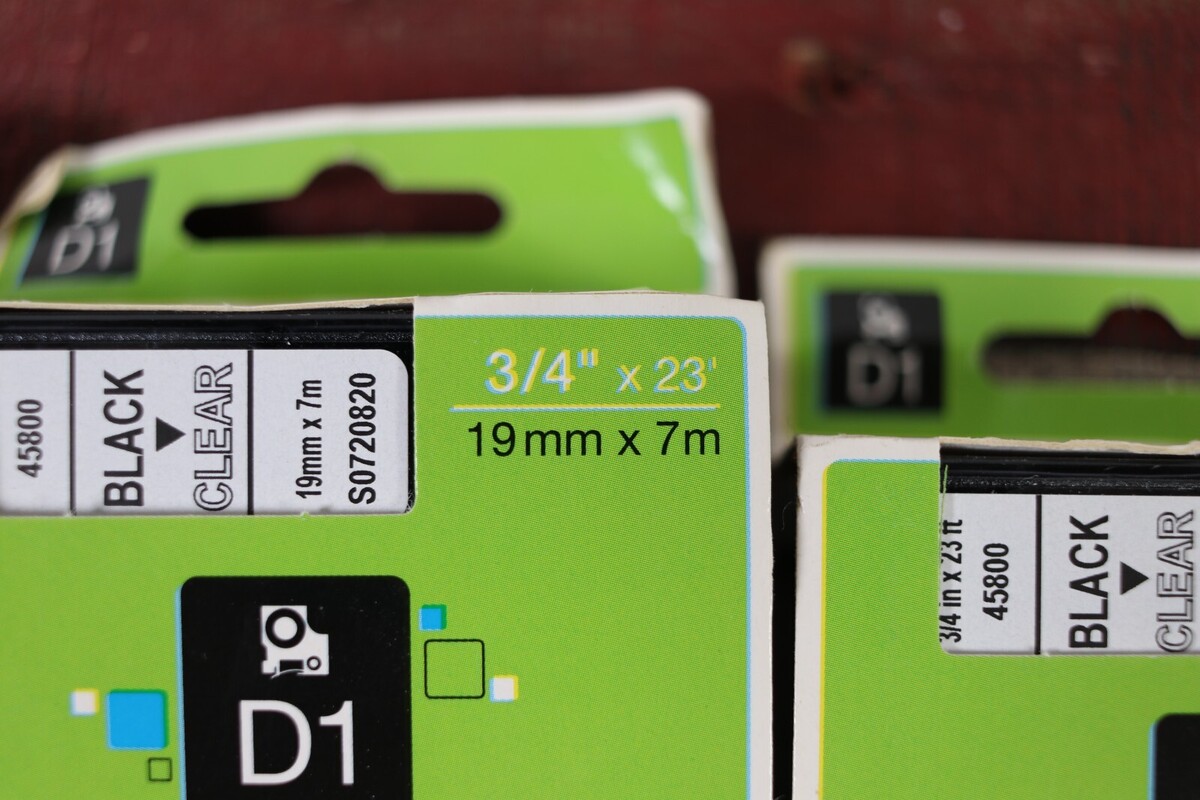 D1
D1
45800
BLACK
CLEAR
19mm x 7m
S0720820
3/4" x 23'
19mm x 7m
D1
3/4 in x 23 ft
45800
BLACK
CLEAR